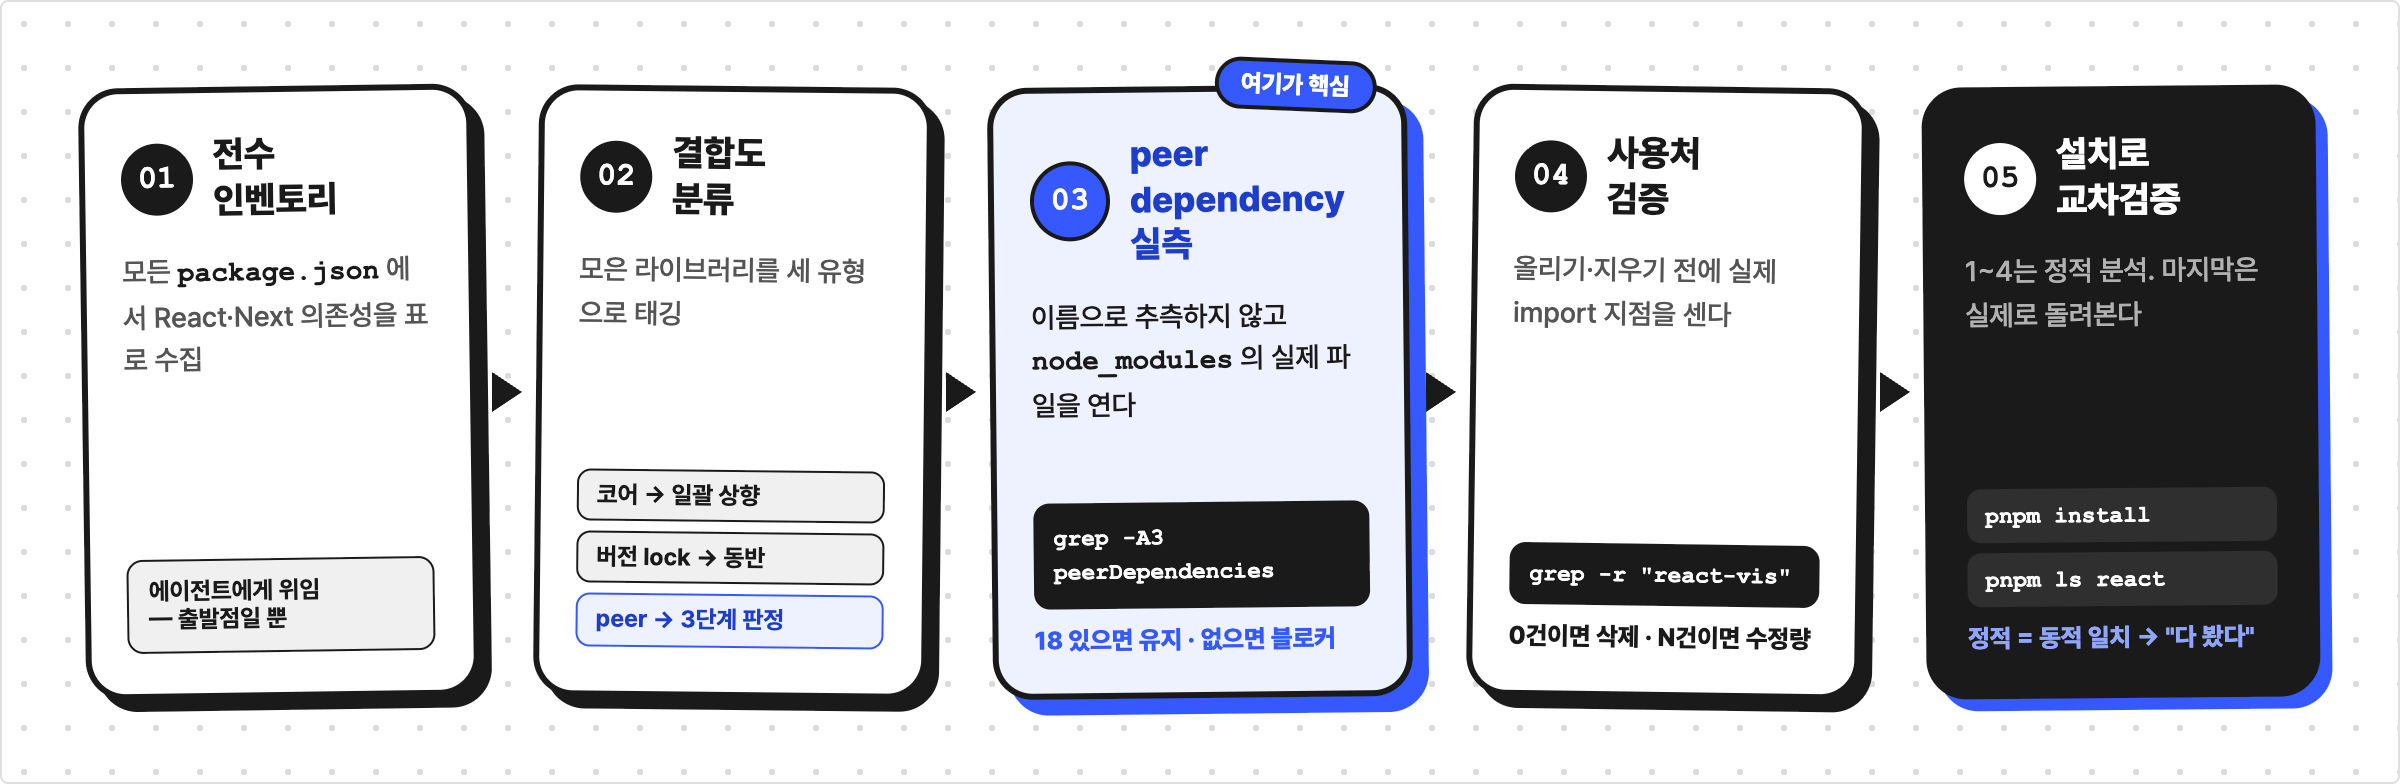 01
전수
인벤토리
모든 package.json 에
서 React·Next 의존성을 표
로 수집
에이전트에게 위임
— 출발점일 뿐
02
결합도
분류
모은 라이브러리를 세 유형
으로 태깅
코어 → 일괄 상향
버전 lock → 동반
peer → 3단계 판정
여기가 핵심
03
peer
dependency
실측
이름으로 추측하지 않고
node_modules 의 실제 파
일을 연다
grep -A3
peerDependencies
18 있으면 유지 · 없으면 블로커
04
사용처
검증
올리기·지우기 전에 실제
import 지점을 센다
grep -r "react-vis"
0건이면 삭제 · N건이면 수정량
05
설치로
교차검증
1~4는 정적 분석. 마지막은
실제로 돌려본다
pnpm install
pnpm ls react
정적 = 동적 일치 → "다 봤다"